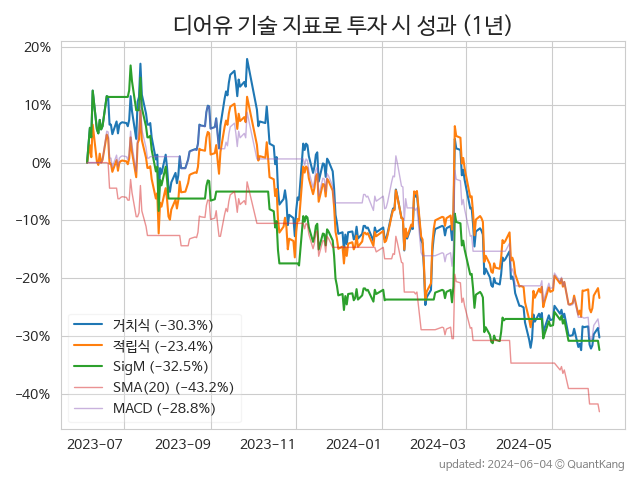 디어유 기술 지표로 투자 시 성과 (1년)
20%
10%
0%
−10%
−20%
−30%
−40%
거치식 (−30.3%)
적립식 (−23.4%)
SigM (−32.5%)
SMA(20) (−43.2%)
MACD (−28.8%)
2023−07 2023−09 2023−11 2024−01 2024−03 2024−05
updated: 2024−06−04 © QuantKang